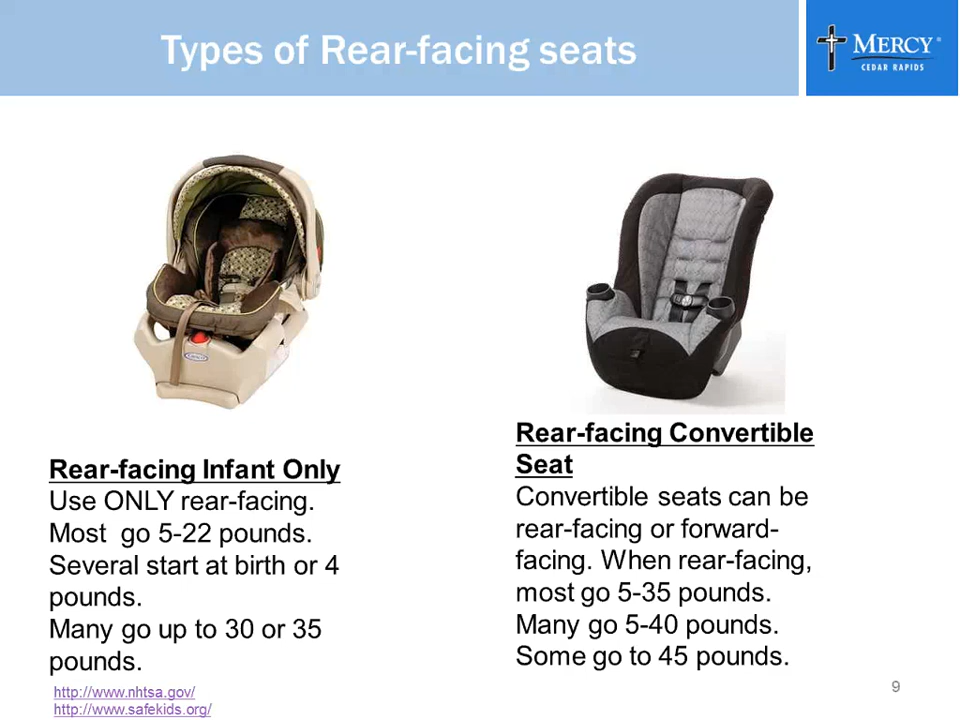 Types of Rear-facing seats
MERCY®
CEDAR RAPIDS
Rear-facing Infant Only
Use ONLY rear-facing.
Most go 5-22 pounds.
Several start at birth or 4
pounds.
Many go up to 30 or 35
pounds.
http://www.nhtsa.gov/
http://www.safekids.org/
Rear-facing Convertible
Seat
Convertible seats can be
rear-facing or forward-
facing. When rear-facing,
most go 5-35 pounds.
Many go 5-40 pounds.
Some go to 45 pounds.
9